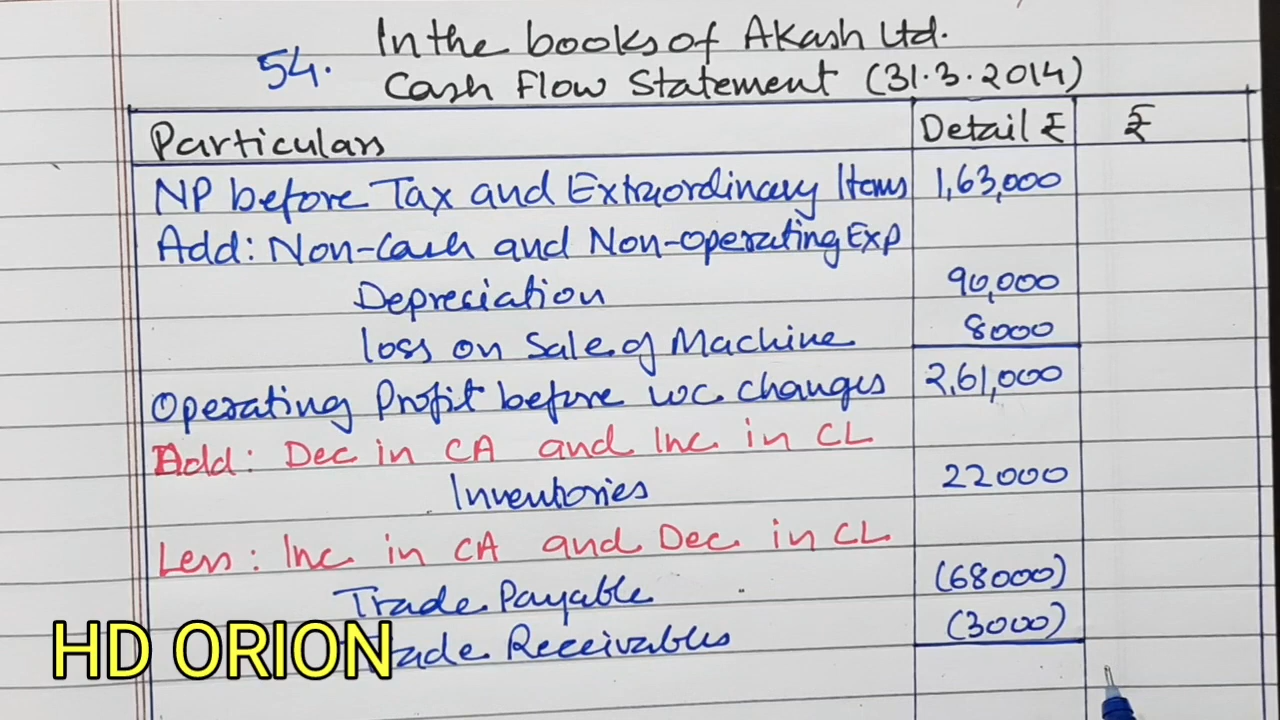 In the books of Akash Ltd.
54.
Cash Flow Statement (31.3.2014)
Particulars Detail ₹ ₹
NP before Tax and Extraordinary Items 1,63,000
Add: Non-Cash and Non-operating Exp
Depreciation 90,000
loss on Sale of Machine 8000
Operating Profit before WC changes 2,61,000
Add: Dec in CA and Inc in CL
Inventories 22000
Less: Inc in CA and Dec. in CL
Trade Payable (68000)
ade Receivables (3000)
HD ORION